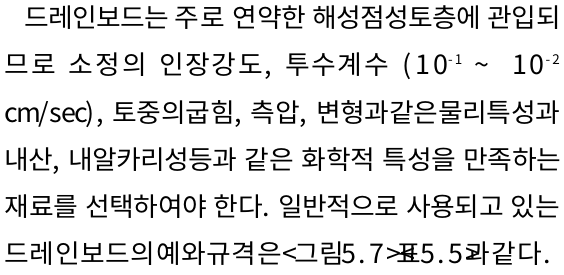 드레인보드는 주로 연약한 해성점성토층에 관입되
므로 소정의 인장강도, 투수계수 (10⁻¹ ~ 10⁻²
cm/sec), 토중의굽힘, 측압, 변형과같은물리특성과
내산, 내알카리성등과 같은 화학적 특성을 만족하는
재료를 선택하여야 한다. 일반적으로 사용되고 있는
드레인보드의예와규격은<그림5.7><표5.5>과같다.